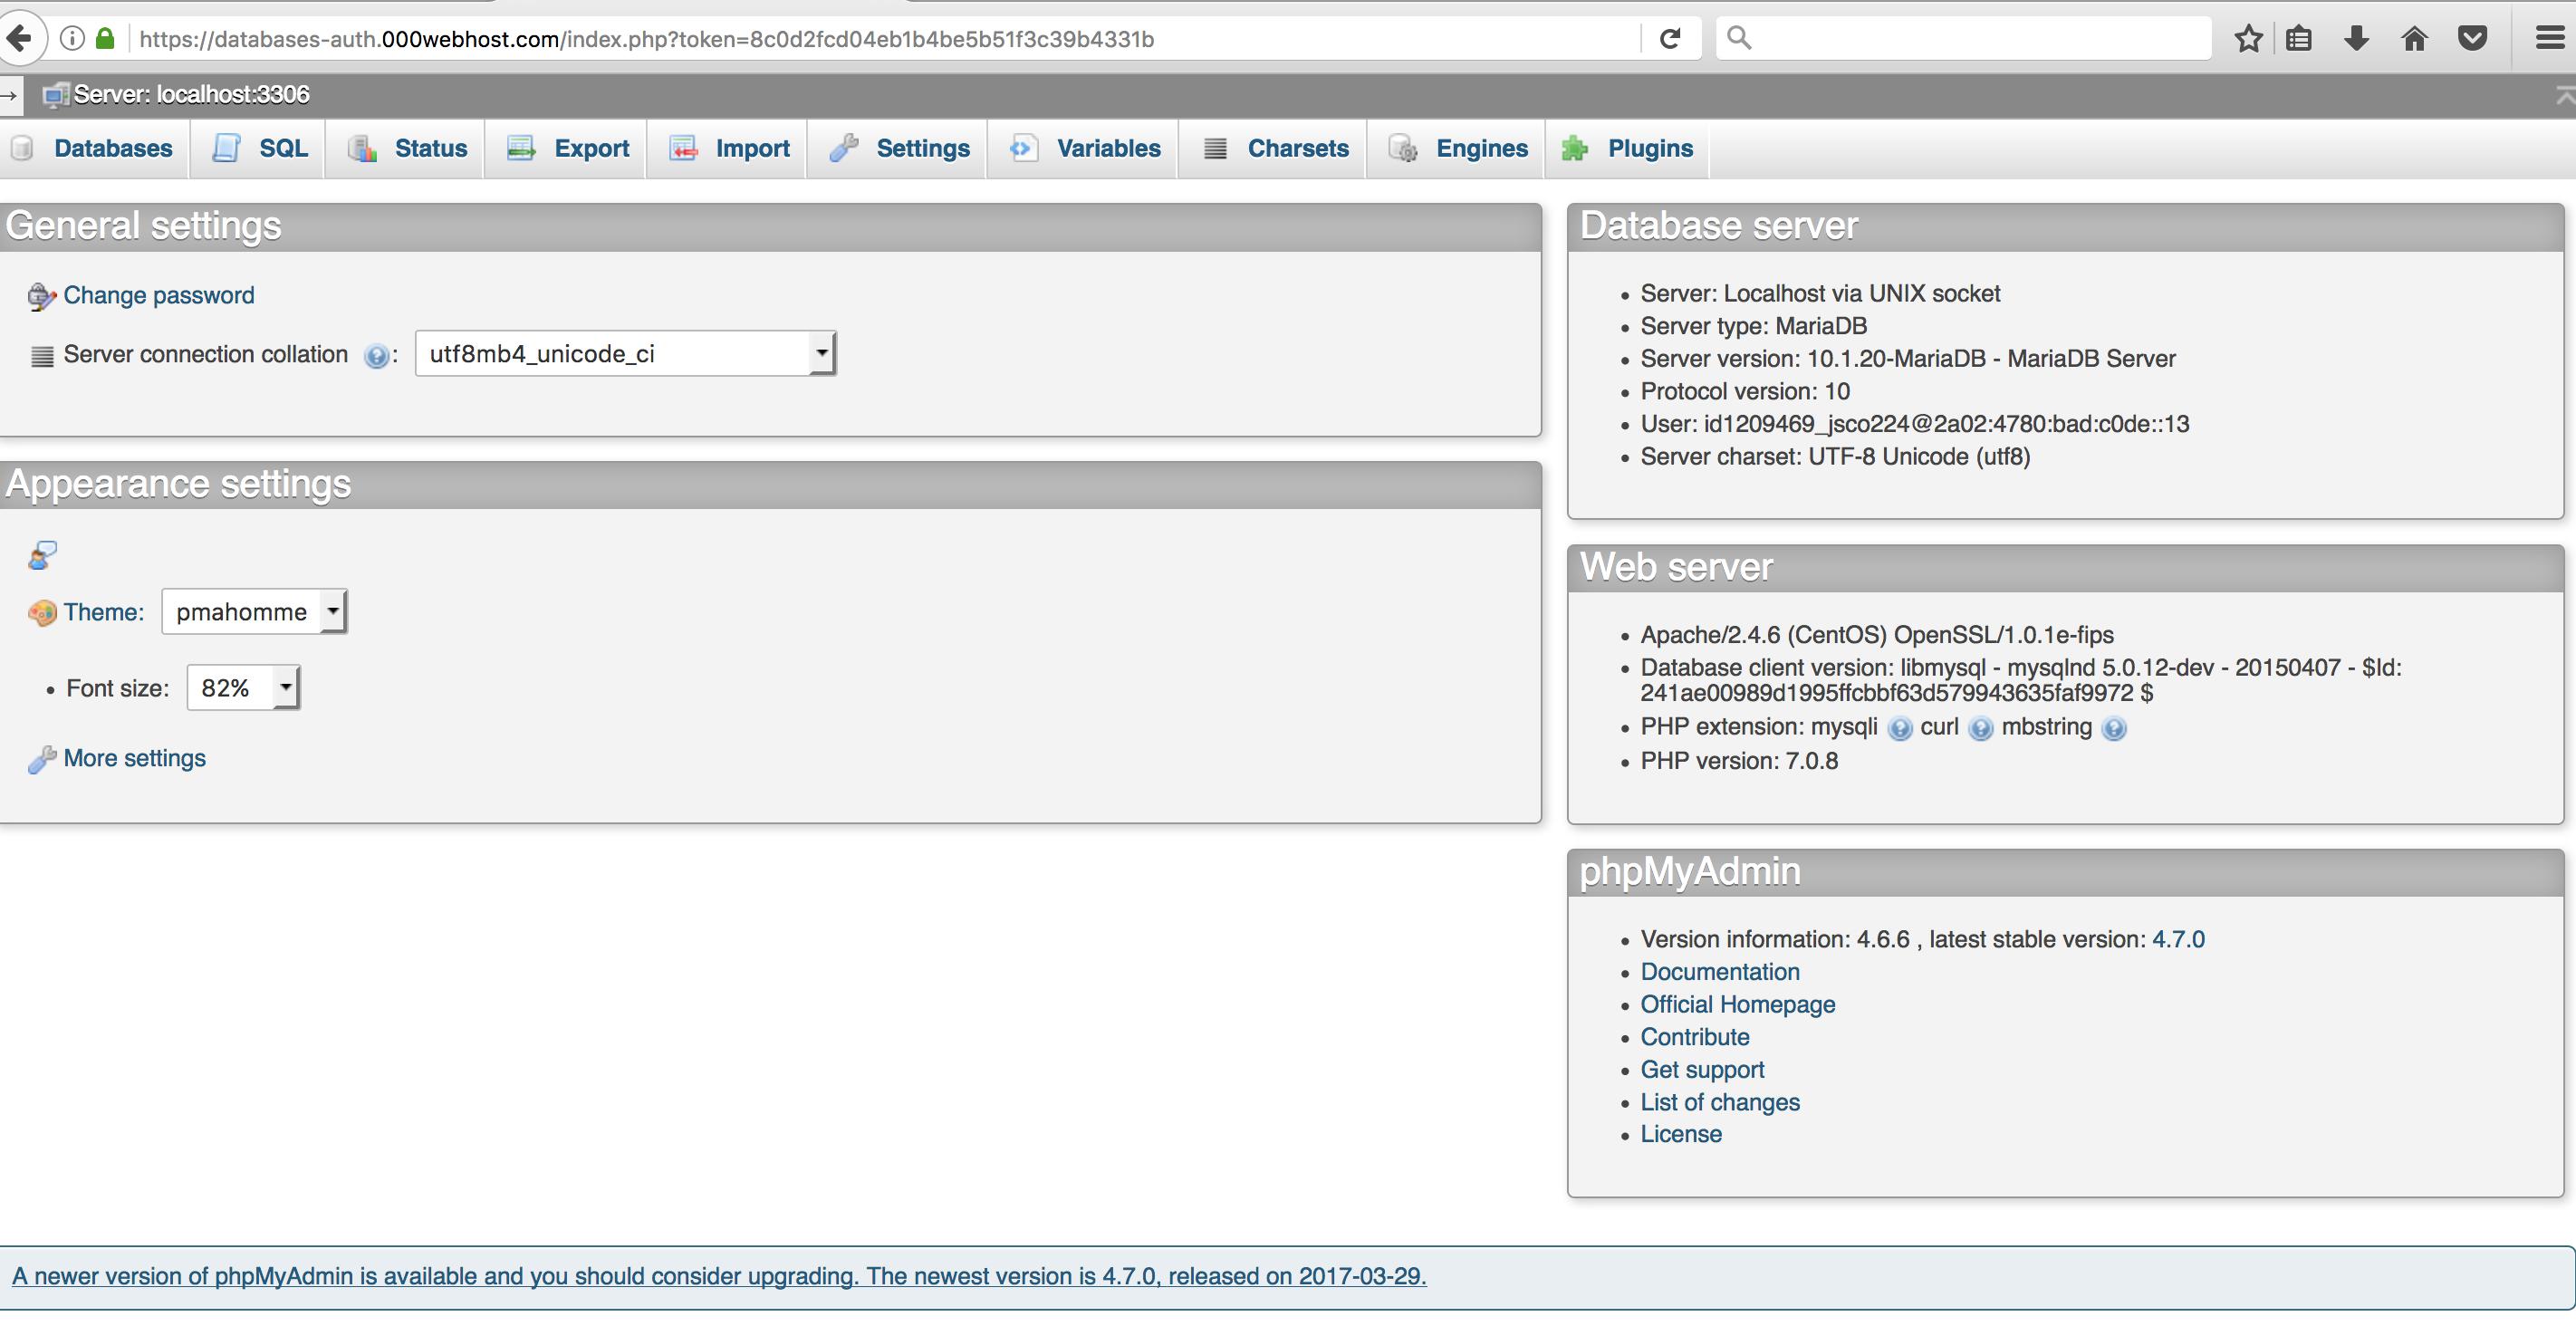 https://databases-auth.000webhost.com/index.php?token=8c0d2fcd04eb1b4be5b51f3c39b4331b
Server: localhost:3306
Databases SQL Status Export Import Settings Variables Charsets Engines Plugins
General settings
Change password
Server connection collation : utf8mb4_unicode_ci
Appearance settings
Theme: pmahomme
• Font size: 82%
More settings
Database server
• Server: Localhost via UNIX socket
• Server type: MariaDB
• Server version: 10.1.20-MariaDB - MariaDB Server
• Protocol version: 10
• User: id1209469_jsco224@2a02:4780:bad:c0de::13
• Server charset: UTF-8 Unicode (utf8)
Web server
• Apache/2.4.6 (CentOS) OpenSSL/1.0.1e-fips
• Database client version: libmysql - mysqlnd 5.0.12-dev - 20150407 - $Id:
241ae00989d1995ffcbbf63d579943635faf9972 $
• PHP extension: mysqli curl mbstring
• PHP version: 7.0.8
phpMyAdmin
• Version information: 4.6.6 , latest stable version: 4.7.0
• Documentation
• Official Homepage
• Contribute
• Get support
• List of changes
• License
A newer version of phpMyAdmin is available and you should consider upgrading. The newest version is 4.7.0, released on 2017-03-29.